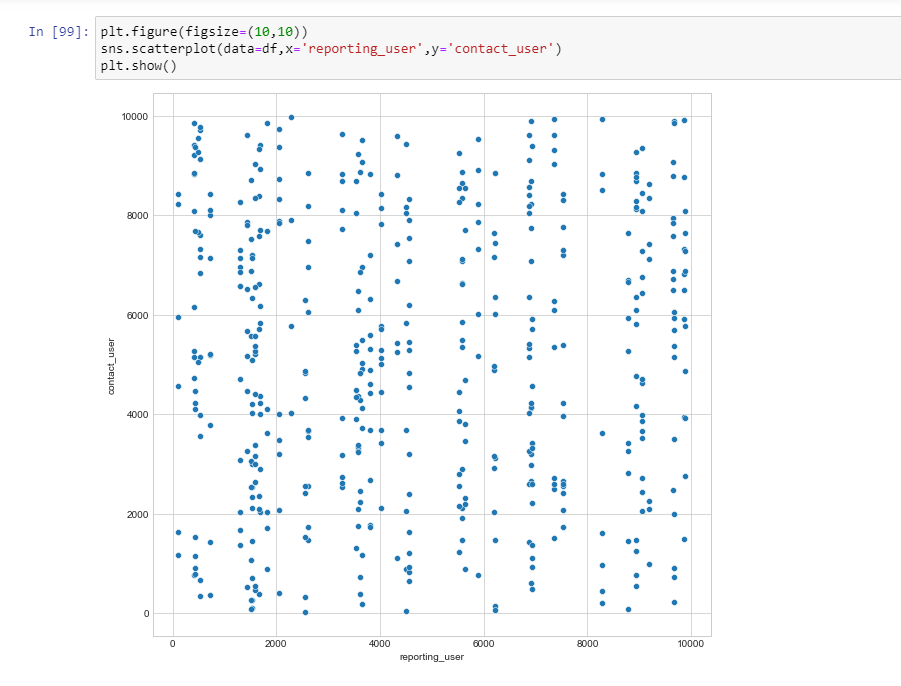 In [99]: plt.figure(figsize=(10,10))
sns.scatterplot(data=df,x='reporting_user',y='contact_user')
plt.show()
10000
8000
6000
contact_user
4000
2000
0
0 2000 4000 6000 8000 10000
reporting_user